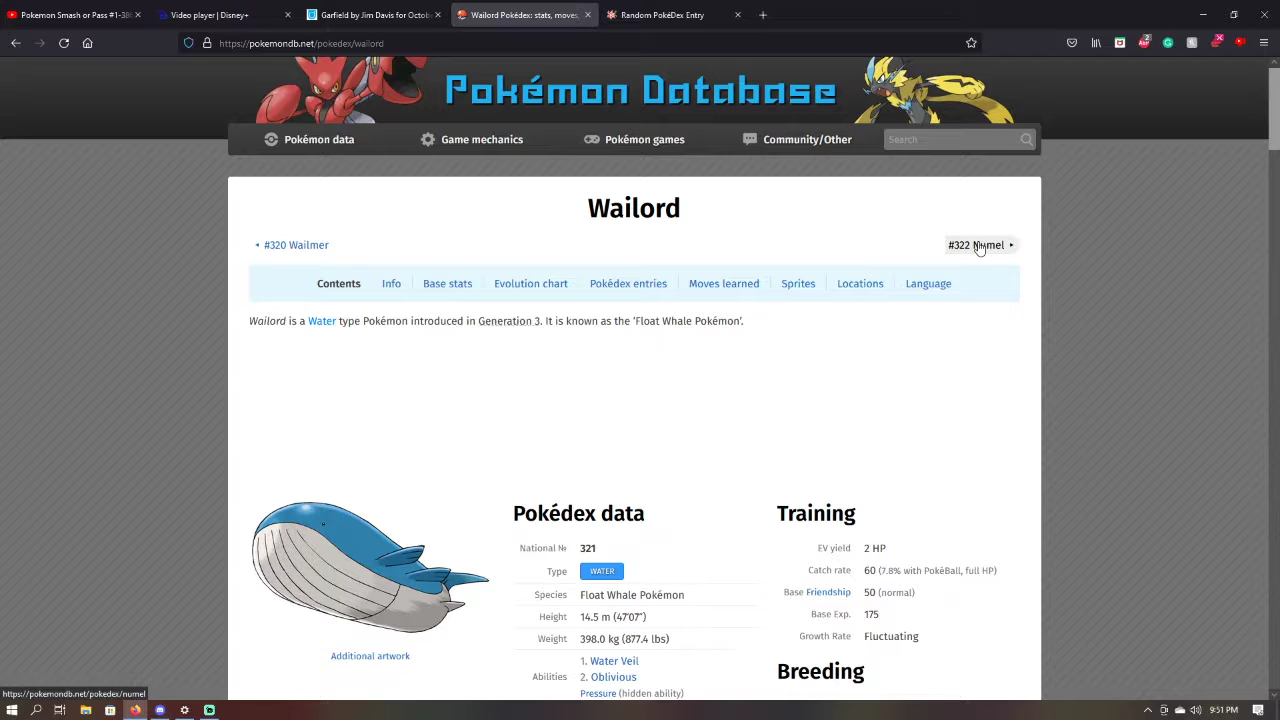 Pokemon or Smash or Pass #1-386
Video player | Disney+
Garfield by Jim Davis for October
Wailord Pokédex: stats, moves,
Random PokéDex Entry
https://pokemondb.net/pokedex/wailord
Pokémon Database
Pokémon data
Game mechanics
Pokémon games
Community/Other
Search
Wailord
#320 Wailmer
#322 Numel
Contents
Info
Base stats
Evolution chart
Pokédex entries
Moves learned
Sprites
Locations
Language
Wailord is a Water type Pokémon introduced in Generation 3. It is known as the ‘Float Whale Pokémon’.
Additional artwork
Pokédex data
National № 321
Type WATER
Species Float Whale Pokémon
Height 14.5 m (47′07″)
Weight 398.0 kg (877.4 lbs)
Abilities 1. Water Veil
2. Oblivious
Pressure (hidden ability)
Training
EV yield 2 HP
Catch rate 60 (7.8% with PokéBall, full HP)
Base Friendship 50 (normal)
Base Exp. 175
Growth Rate Fluctuating
Breeding
https://pokemondb.net/pokedex/numel
9:51 PM